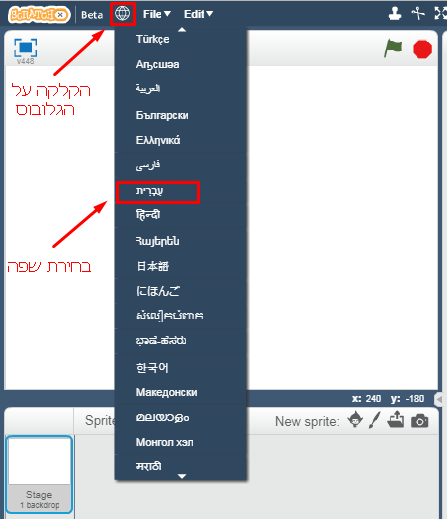 SCRATCH
Beta File Edit
v448
הקלקה על
הגלובוס
בחירת שפה
Türkçe
Аҧсшәа
العربية
Български
Ελληνικά
فارسی
עִבְרִית
हिन्दी
Հայերեն
日本語
にほんご
한국어
Македонски
മലയാളം
Монгол хэл
मराठी
x: 240 y: -180
Sprite
New sprite:
Stage
1 backdrop